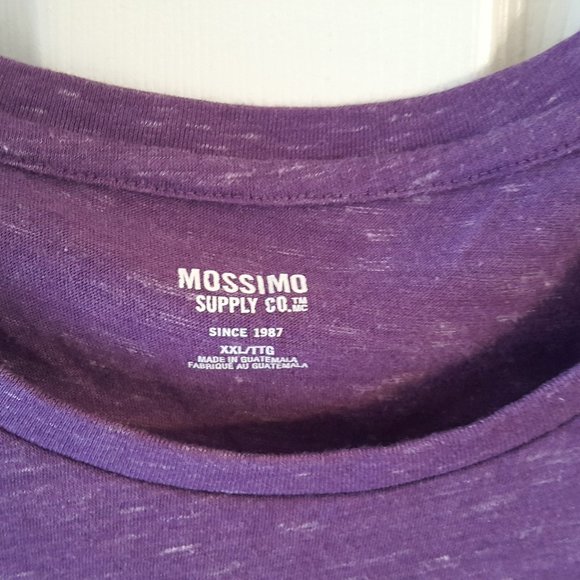 MOSSIMO
SUPPLY CO.™ MC
SINCE 1987
XXL/TTG
MADE IN GUATEMALA
FABRIQUÉ AU GUATEMALA